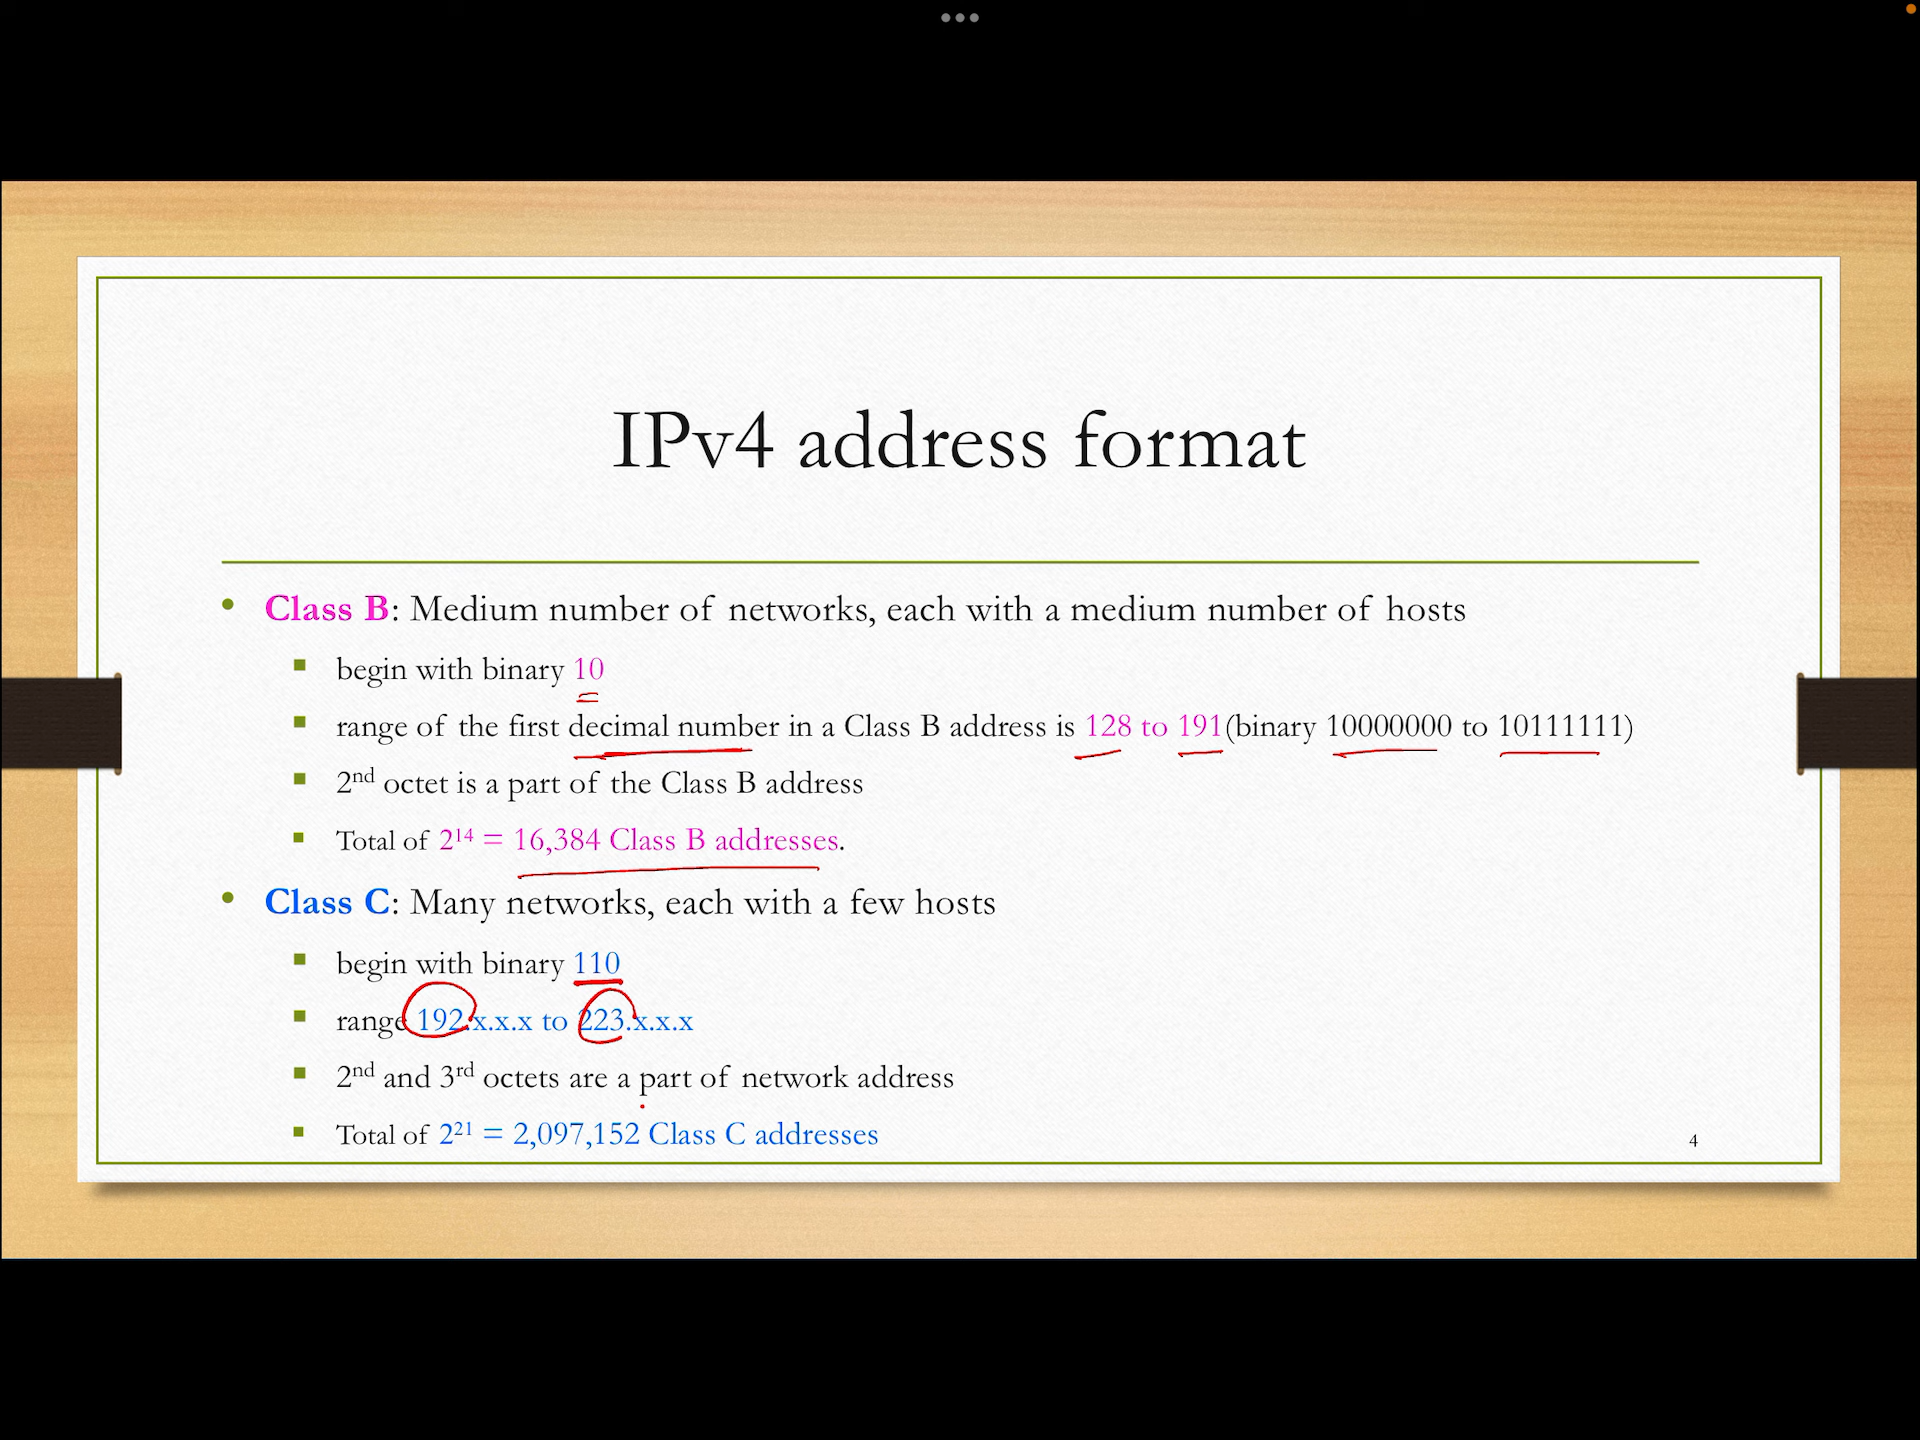 IPv4 address format
• Class B: Medium number of networks, each with a medium number of hosts
▪ begin with binary 10
▪ range of the first decimal number in a Class B address is 128 to 191(binary 10000000 to 10111111)
▪ 2nd octet is a part of the Class B address
▪ Total of 2¹⁴ = 16,384 Class B addresses.
• Class C: Many networks, each with a few hosts
▪ begin with binary 110
▪ range 192.x.x.x to 223.x.x.x
▪ 2nd and 3rd octets are a part of network address
▪ Total of 2²¹ = 2,097,152 Class C addresses
4